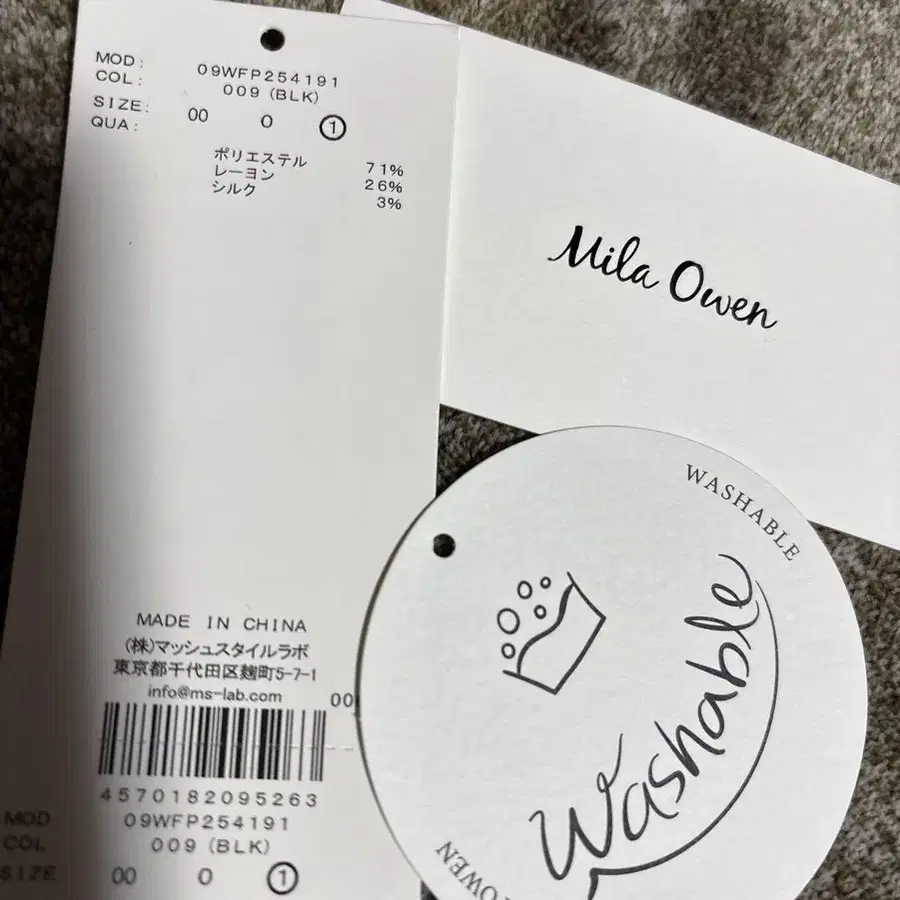 MOD: 09WFP254191
COL: 009 (BLK)
SIZE: 00 0 1
QUA:
ポリエステル 71%
レーヨン 26%
シルク 3%
Mila Owen
WASHABLE
Washable
OWEN
MADE IN CHINA
(株)マッシュスタイルラボ
東京都千代田区麹町5-7-1
info@ms-lab.com
00
4570182095263
MOD 09WFP254191
COL 009 (BLK)
SIZE 00 0 1